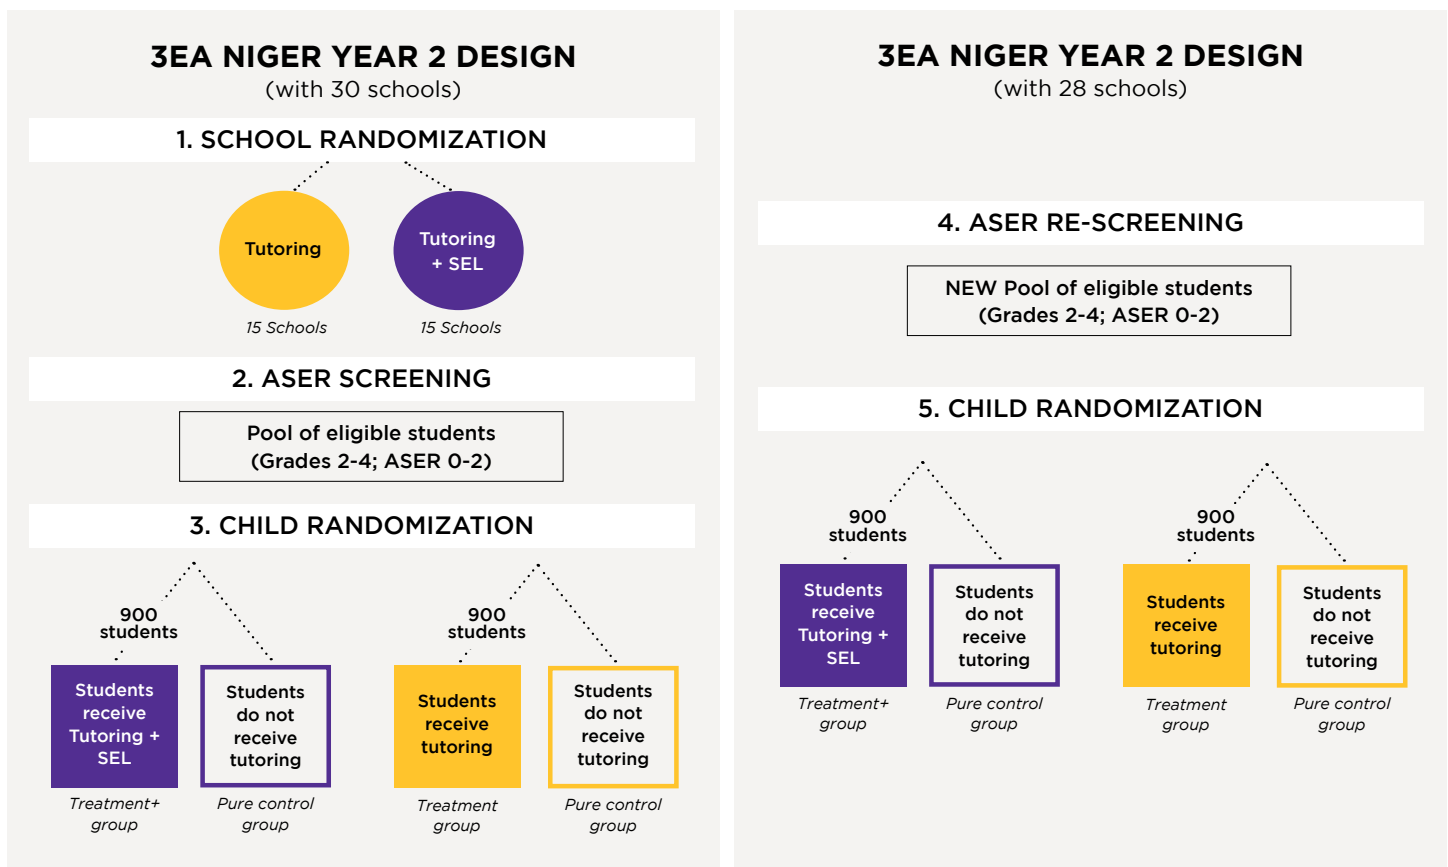 3EA NIGER YEAR 2 DESIGN
(with 30 schools)
1. SCHOOL RANDOMIZATION
Tutoring
Tutoring
+ SEL
15 Schools
15 Schools
2. ASER SCREENING
Pool of eligible students
(Grades 2-4; ASER 0-2)
3. CHILD RANDOMIZATION
900
students
Students
receive
Tutoring +
SEL
Treatment+
group
Students
do not
receive
tutoring
Pure control
group
900
students
Students
receive
tutoring
Treatment
group
Students
do not
receive
tutoring
Pure control
group
3EA NIGER YEAR 2 DESIGN
(with 28 schools)
4. ASER RE-SCREENING
NEW Pool of eligible students
(Grades 2-4; ASER 0-2)
5. CHILD RANDOMIZATION
900
students
Students
receive
Tutoring +
SEL
Treatment+
group
Students
do not
receive
tutoring
Pure control
group
900
students
Students
receive
tutoring
Treatment
group
Students
do not
receive
tutoring
Pure control
group